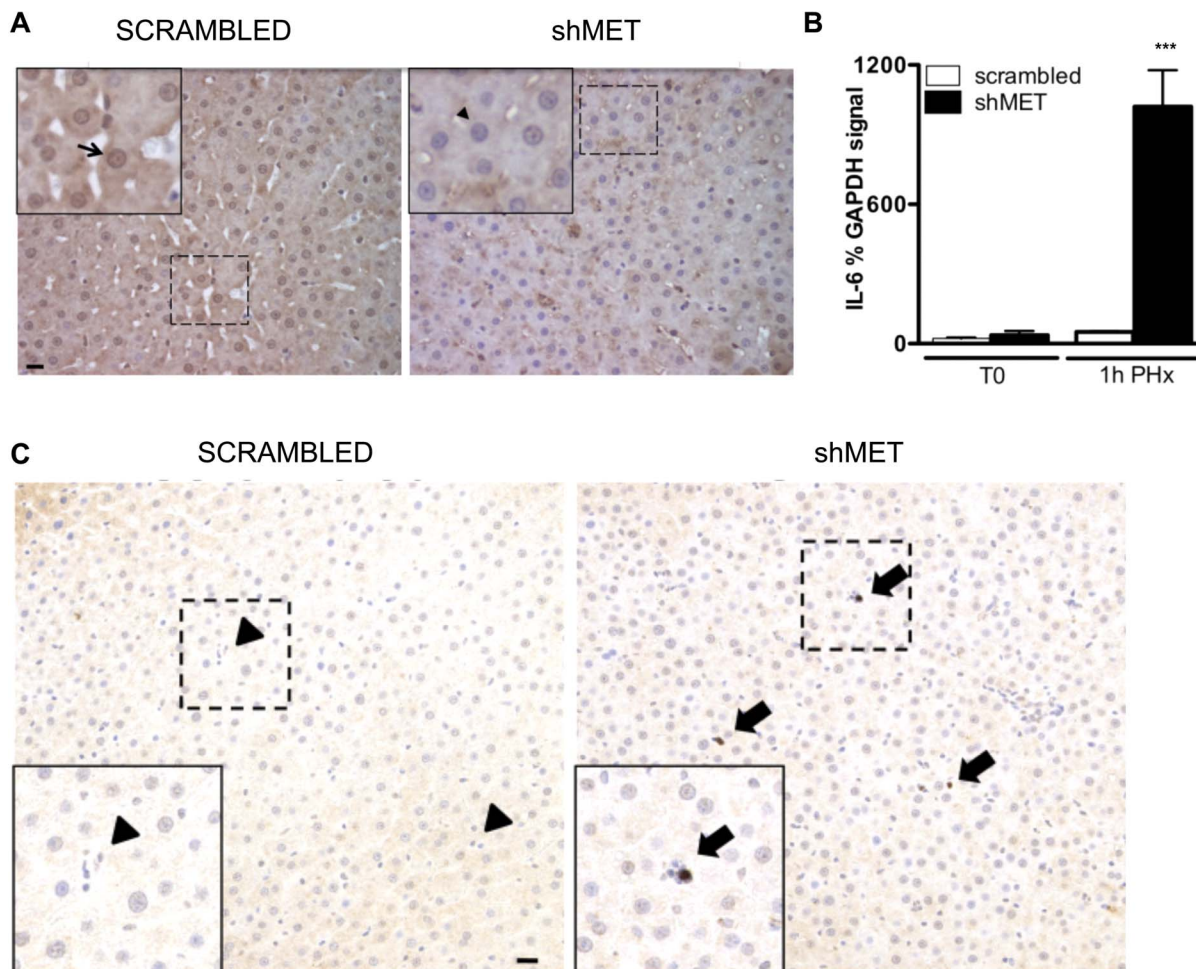 A
SCRAMBLED
shMET
B
***
IL-6 % GAPDH signal
1200
600
0
scrambled
shMET
T0
1h PHx
C
SCRAMBLED
shMET